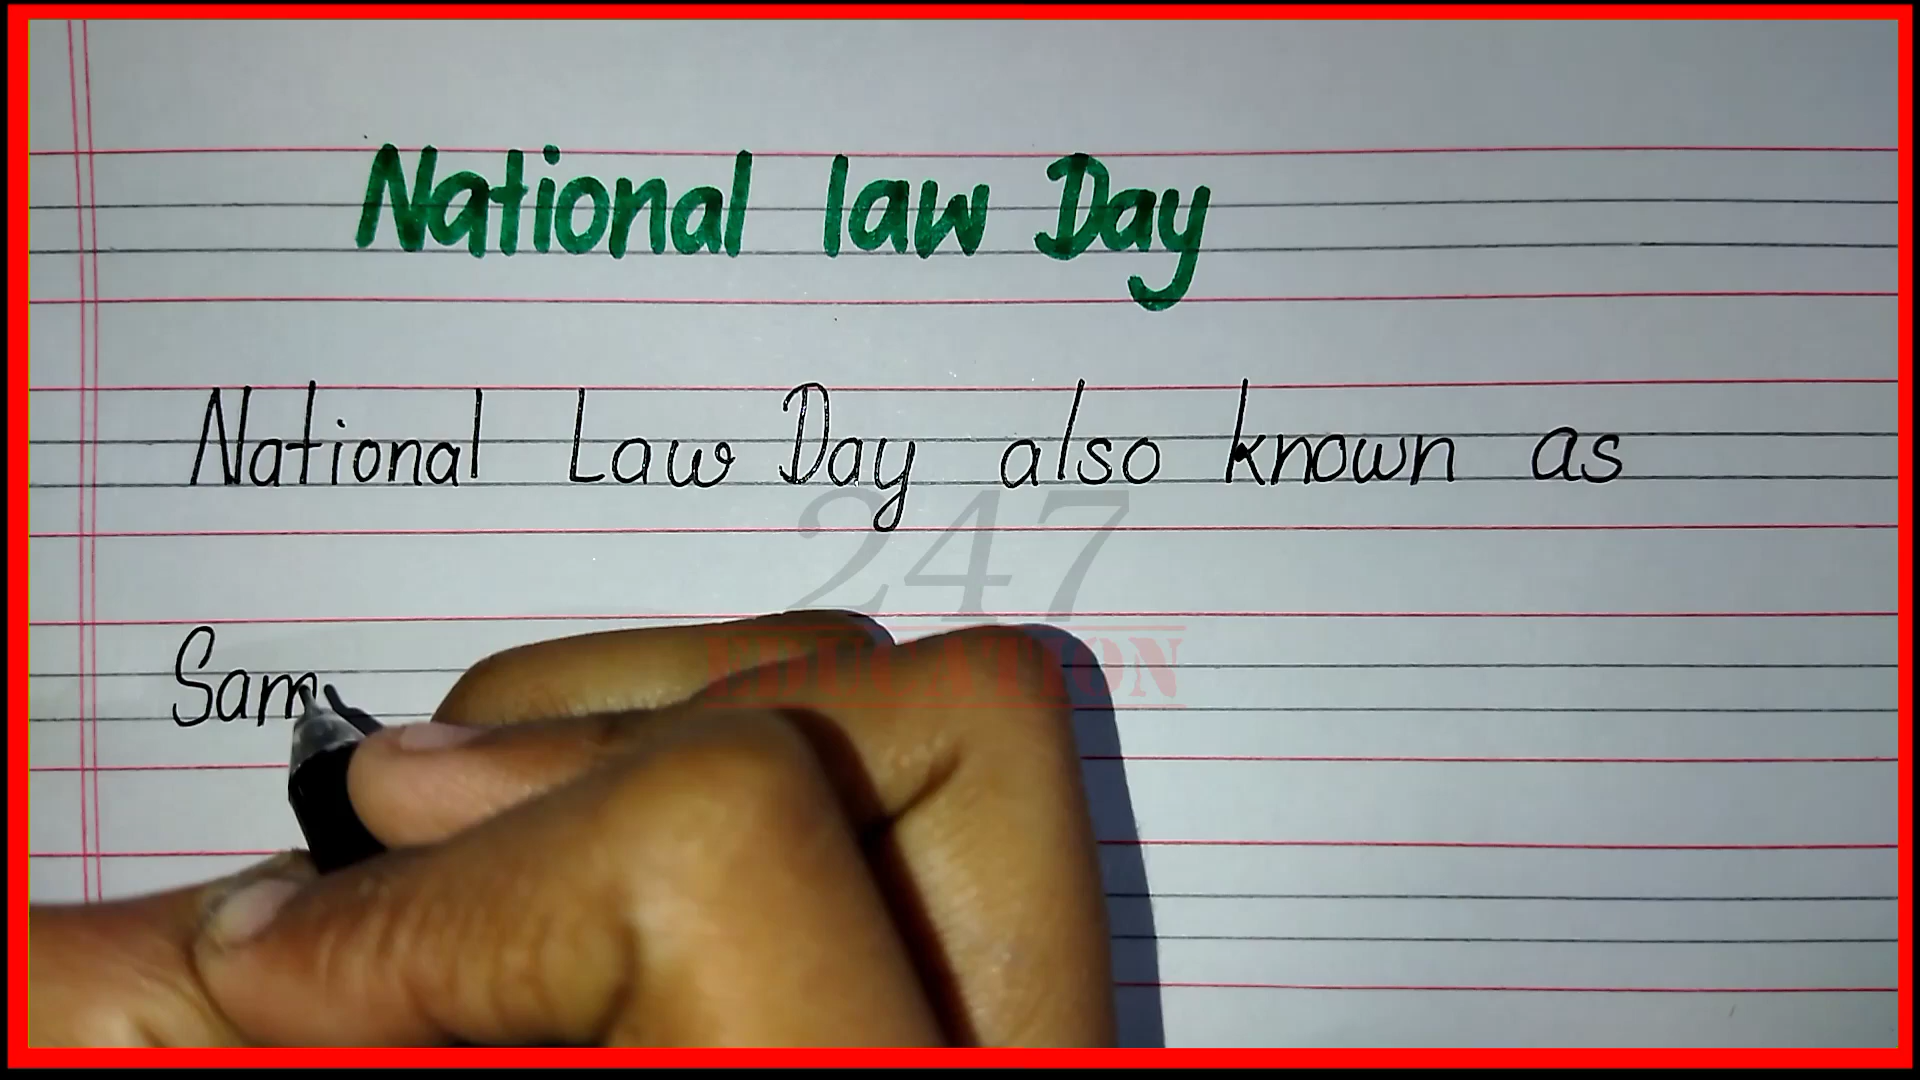 National law Day
National Law Day also known as
247
EDUCATION
Sam